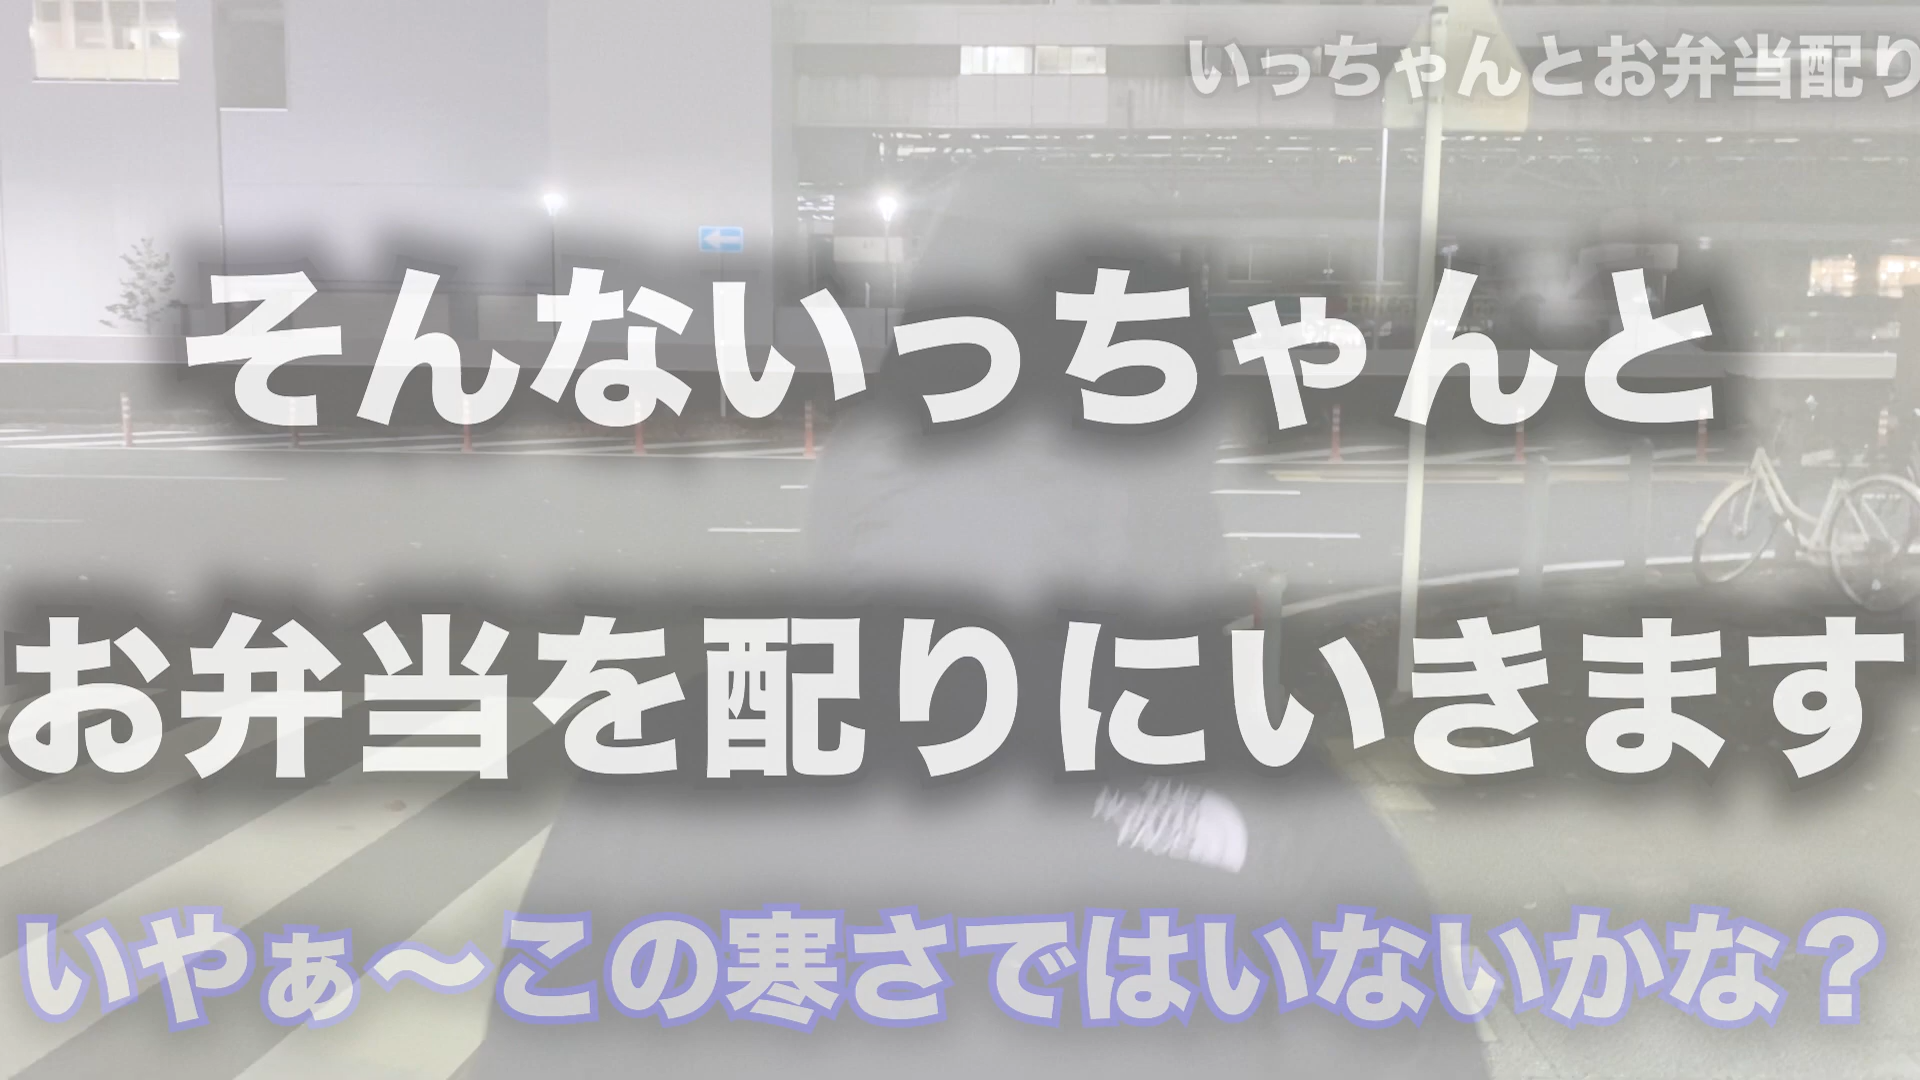 いっちゃんとお弁当配り
そんないっちゃんと
お弁当を配りにいきます
いやぁ～この寒さではいないかな？